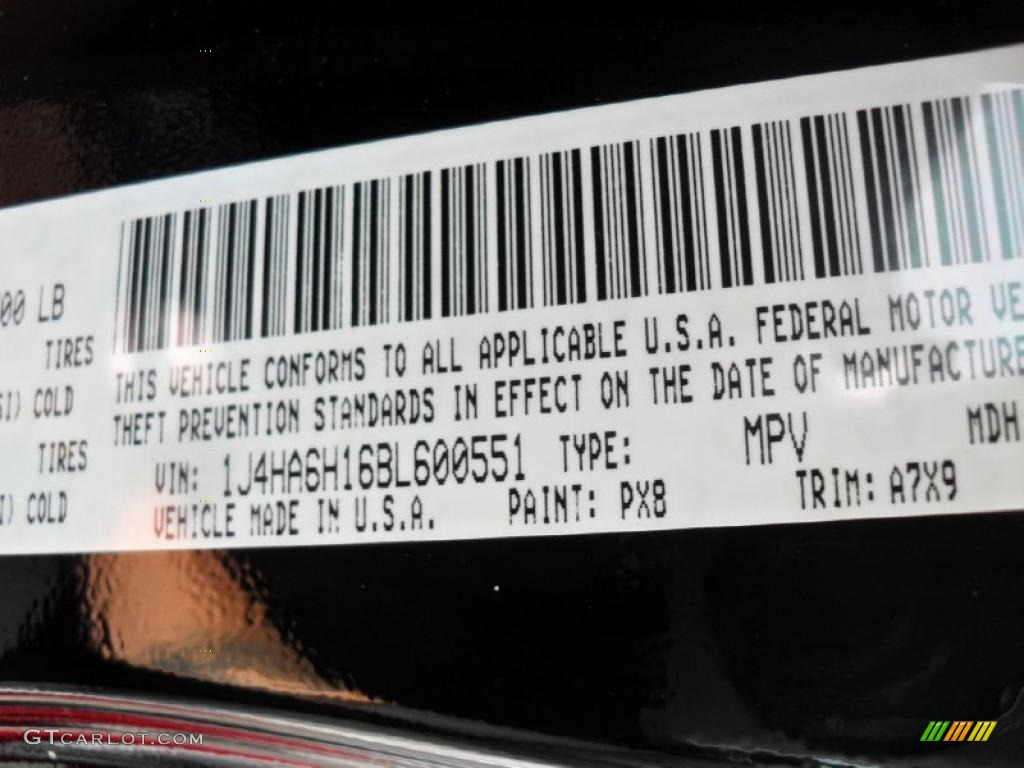 00 LB
TIRES
SI) COLD
TIRES
I) COLD
THIS VEHICLE CONFORMS TO ALL APPLICABLE U.S.A. FEDERAL MOTOR VE
THEFT PREVENTION STANDARDS IN EFFECT ON THE DATE OF MANUFACTURE
VIN: 1J4HA6H16BL600551 TYPE: MPV MDH
VEHICLE MADE IN U.S.A. PAINT: PX8 TRIM: A7X9
GTCARLOT.COM